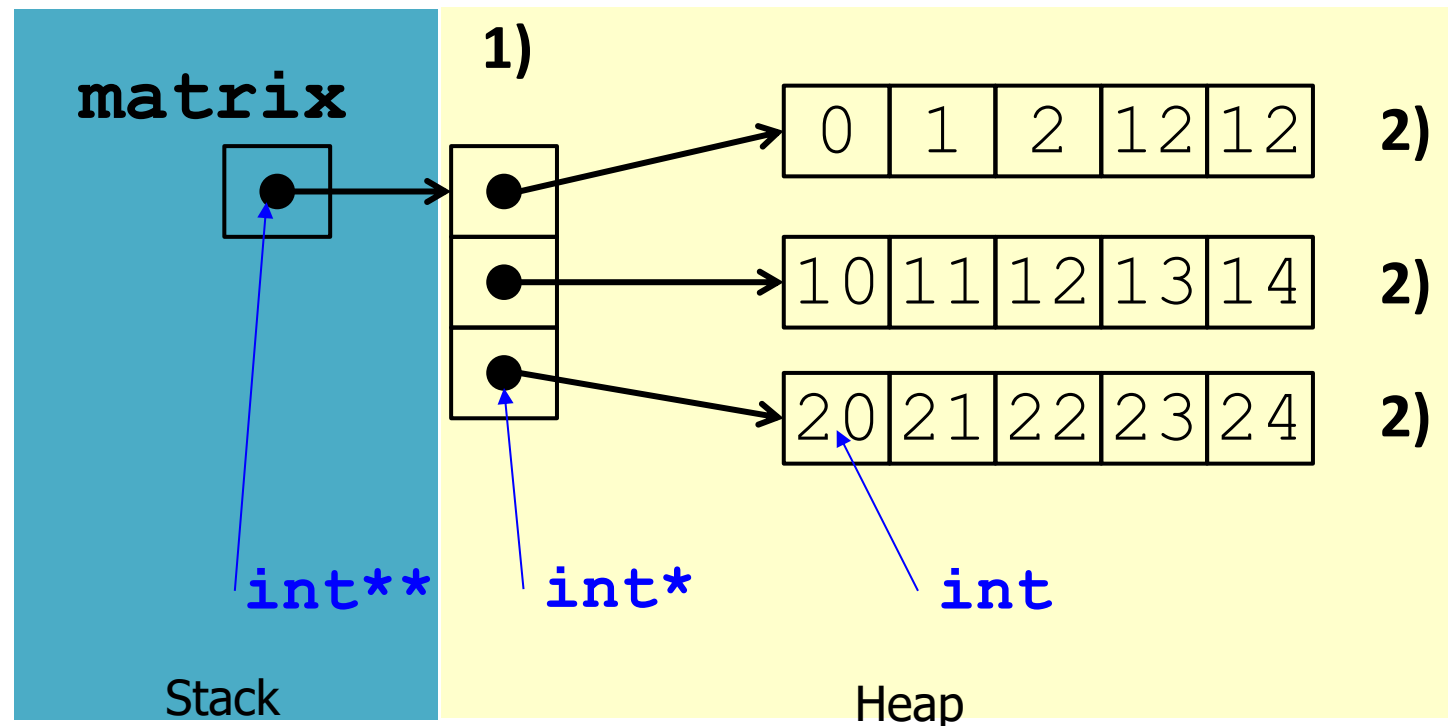 1)
matrix
0 1 2 12 12 2)
10 11 12 13 14 2)
20 21 22 23 24 2)
int** int* int
Stack Heap